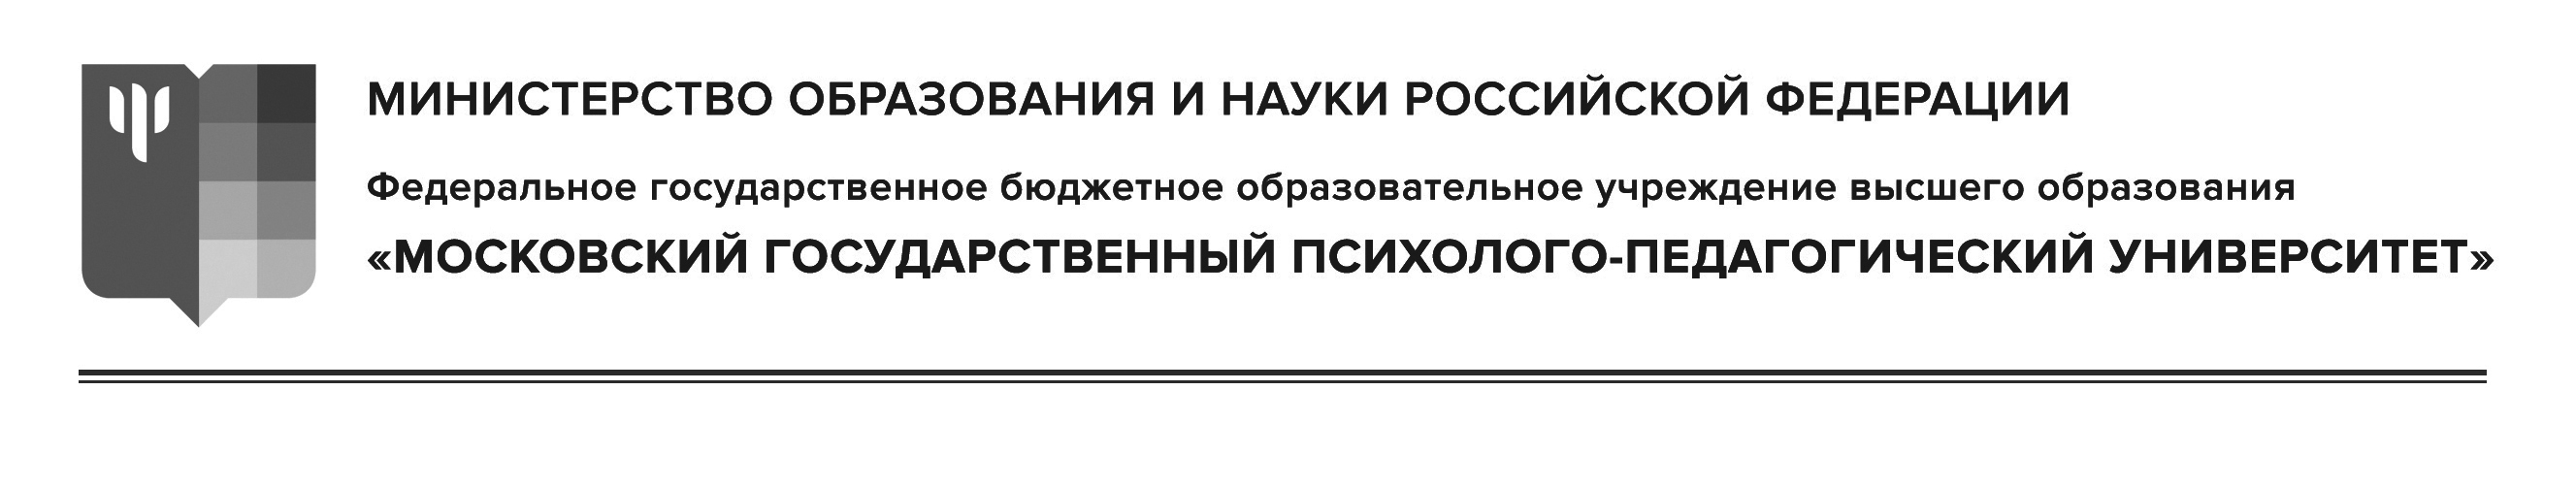 МИНИСТЕРСТВО ОБРАЗОВАНИЯ И НАУКИ РОССИЙСКОЙ ФЕДЕРАЦИИ
Федеральное государственное бюджетное образовательное учреждение высшего образования
«МОСКОВСКИЙ ГОСУДАРСТВЕННЫЙ ПСИХОЛОГО-ПЕДАГОГИЧЕСКИЙ УНИВЕРСИТЕТ»